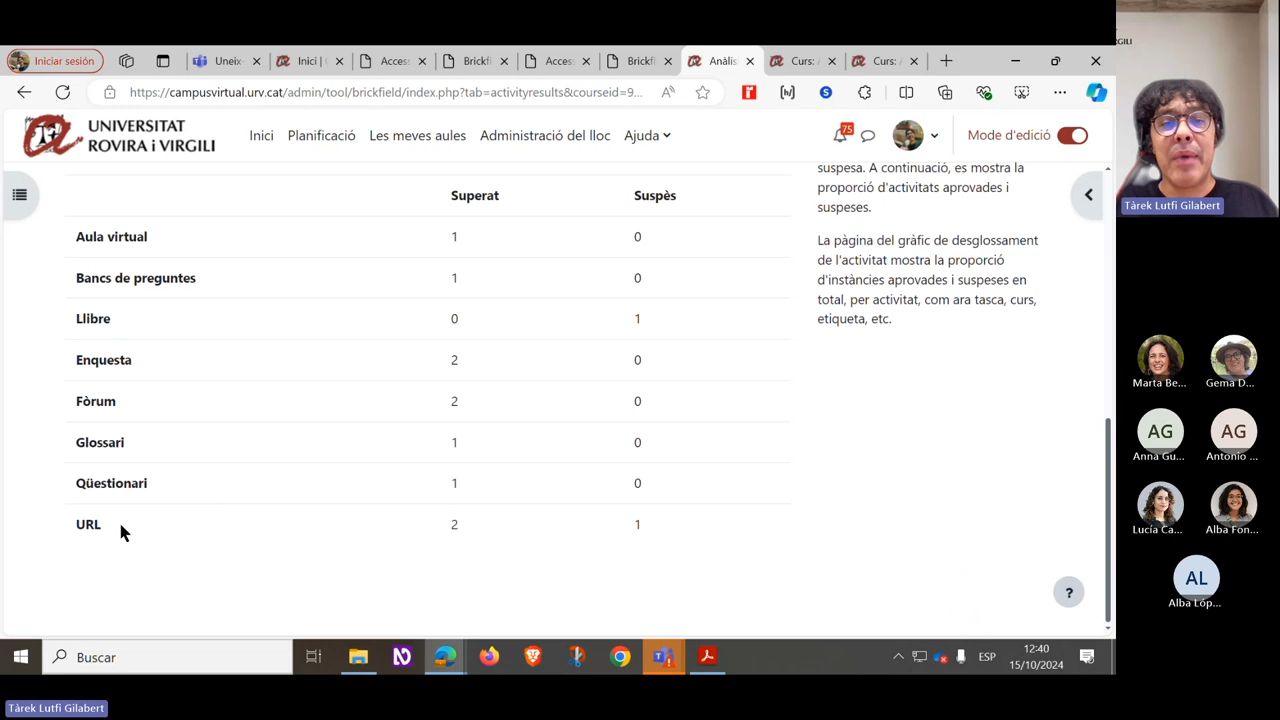 Iniciar sesión
Uneix
Inici |
Access
Brickfi
Access
Brickfi
Anàlis
Curs: 
Curs: 
https://campusvirtual.urv.cat/admin/tool/brickfield/index.php?tab=activityresults&courseid=9...
UNIVERSITAT
ROVIRA i VIRGILI
Inici
Planificació
Les meves aules
Administració del lloc
Ajuda
75
Mode d'edició
suspesa. A continuació, es mostra la
proporció d'activitats aprovades i
suspeses.
La pàgina del gràfic de desglossament
de l'activitat mostra la proporció
d'instàncies aprovades i suspeses en
total, per activitat, com ara tasca, curs,
etiqueta, etc.
Superat Suspès
Aula virtual 1 0
Bancs de preguntes 1 0
Llibre 0 1
Enquesta 2 0
Fòrum 2 0
Glossari 1 0
Qüestionari 1 0
URL 2 1
?
Buscar
ESP
12:40
15/10/2024
Tàrek Lutfi Gilabert
Marta Be...
Gema D...
AG
Anna Gu...
AG
Antonio ...
Lucía Ca...
Alba Fon...
AL
Alba Lóp...
Tàrek Lutfi Gilabert